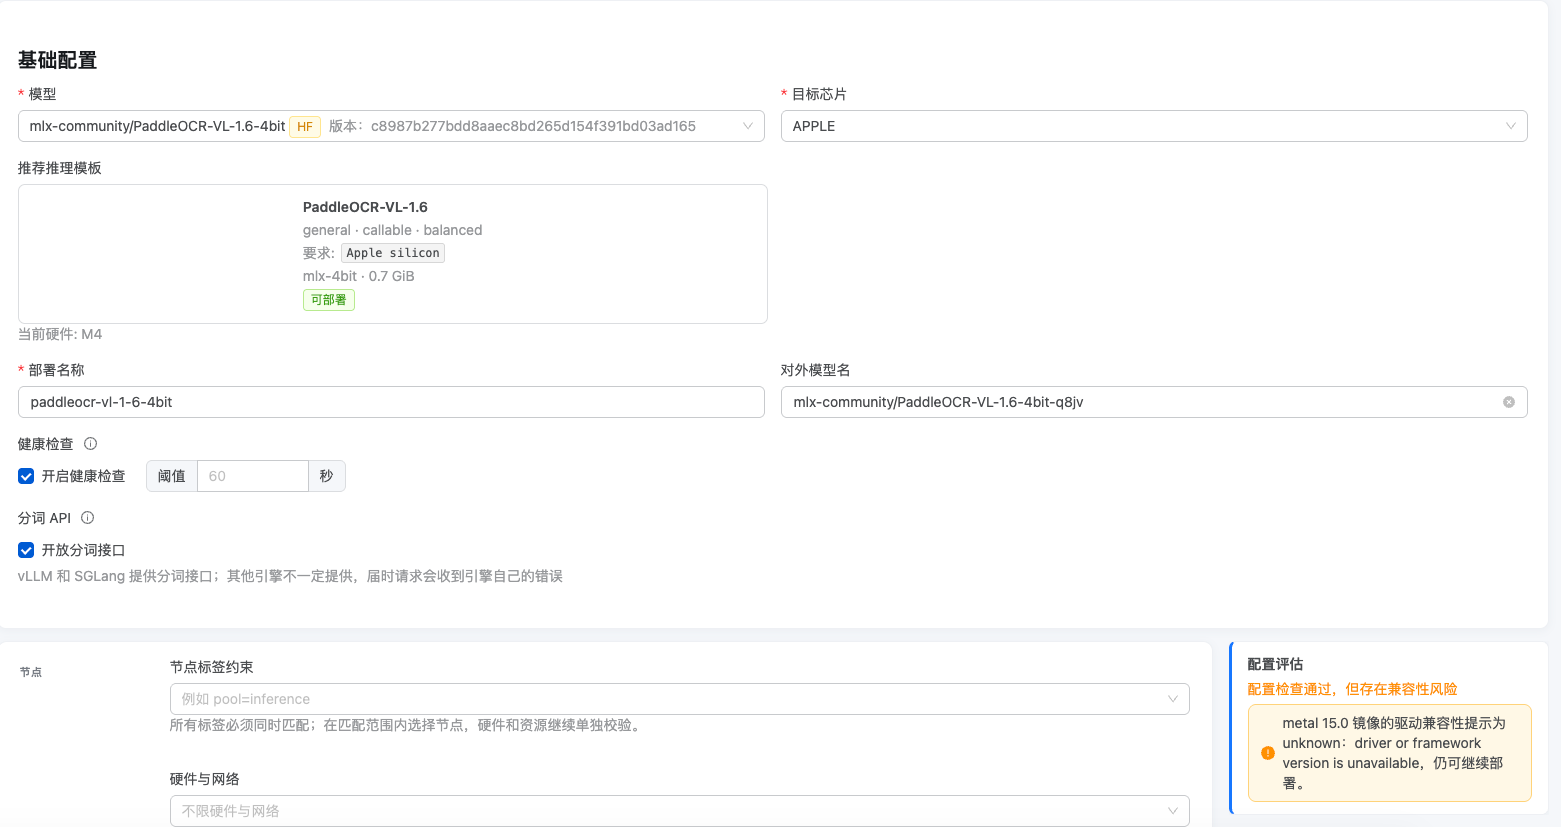 基础配置
* 模型
mlx-community/PaddleOCR-VL-1.6-4bit HF 版本：c8987b277bdd8aaec8bd265d154f391bd03ad165
* 目标芯片
APPLE
推荐推理模板
PaddleOCR-VL-1.6
general · callable · balanced
要求: Apple silicon
mlx-4bit · 0.7 GiB
可部署
当前硬件: M4
* 部署名称
paddleocr-vl-1-6-4bit
对外模型名
mlx-community/PaddleOCR-VL-1.6-4bit-q8jv
健康检查
开启健康检查 阈值 60 秒
分词 API
开放分词接口
vLLM 和 SGLang 提供分词接口；其他引擎不一定提供，届时请求会收到引擎自己的错误
节点
节点标签约束
例如 pool=inference
所有标签必须同时匹配；在匹配范围内选择节点，硬件和资源继续单独校验。
硬件与网络
不限硬件与网络
配置评估
配置检查通过，但存在兼容性风险
metal 15.0 镜像的驱动兼容性提示为
unknown：driver or framework
version is unavailable，仍可继续部
署。